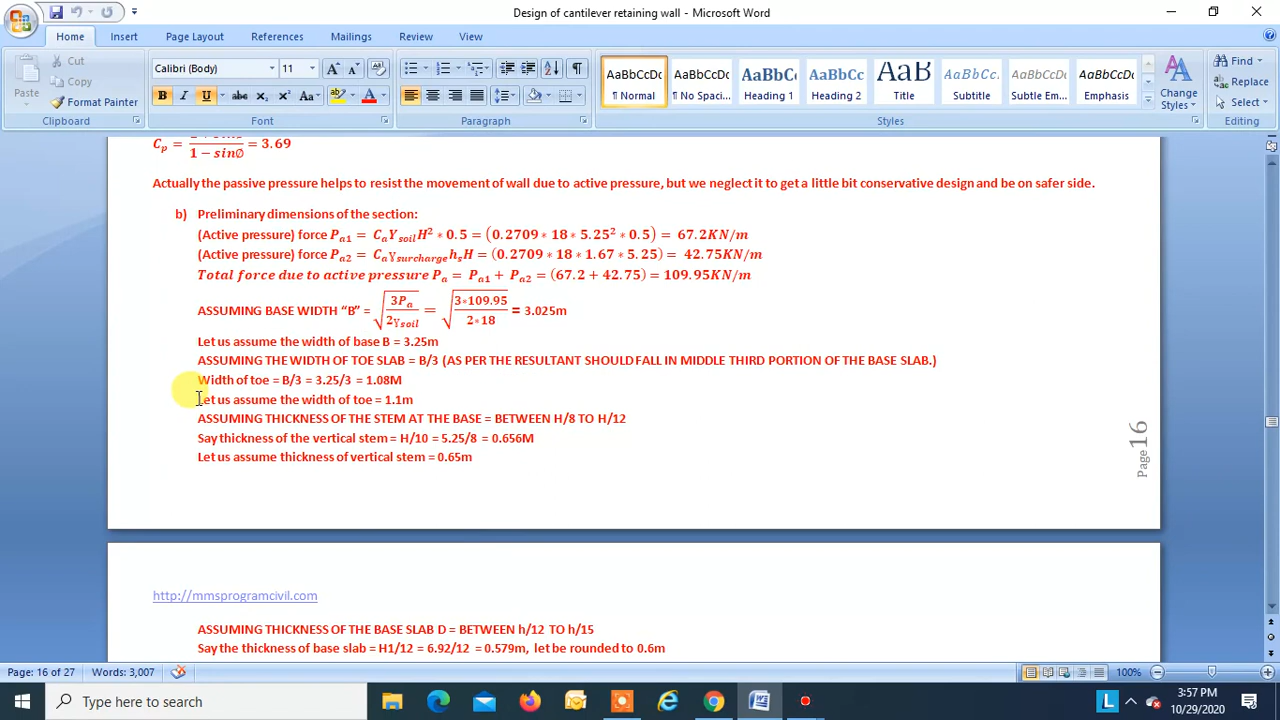 Design of cantilever retaining wall - Microsoft Word
Home Insert Page Layout References Mailings Review View
Paste Cut Copy Format Painter
Calibri (Body) 11
AaBbCcDc AaBbCcDc AaBbCc AaBbCc AaB AaBbCc. AaBbCcDc AaBbCcDc
¶ Normal ¶ No Spaci... Heading 1 Heading 2 Title Subtitle Subtle Em... Emphasis
Change Styles
Find Replace Select
Clipboard Font Paragraph Styles Editing
Cp = / 1 − sin∅ = 3.69
Actually the passive pressure helps to resist the movement of wall due to active pressure, but we neglect it to get a little bit conservative design and be on safer side.
b) Preliminary dimensions of the section:
(Active pressure) force Pa1 = CaYsoilH² * 0.5 = (0.2709 * 18 * 5.25² * 0.5) = 67.2KN/m
(Active pressure) force Pa2 = CaYsurcharge hsH = (0.2709 * 18 * 1.67 * 5.25) = 42.75KN/m
Total force due to active pressure Pa = Pa1 + Pa2 = (67.2 + 42.75) = 109.95KN/m
ASSUMING BASE WIDTH “B” = √(3Pa / 2Ysoil) = √(3*109.95 / 2*18) = 3.025m
Let us assume the width of base B = 3.25m
ASSUMING THE WIDTH OF TOE SLAB = B/3 (AS PER THE RESULTANT SHOULD FALL IN MIDDLE THIRD PORTION OF THE BASE SLAB.)
Width of toe = B/3 = 3.25/3 = 1.08M
Let us assume the width of toe = 1.1m
ASSUMING THICKNESS OF THE STEM AT THE BASE = BETWEEN H/8 TO H/12
Say thickness of the vertical stem = H/10 = 5.25/8 = 0.656M
Let us assume thickness of vertical stem = 0.65m
Page 16
http://mmsprogramcivil.com
ASSUMING THICKNESS OF THE BASE SLAB D = BETWEEN h/12 TO h/15
Say the thickness of base slab = H1/12 = 6.92/12 = 0.579m, let be rounded to 0.6m
Page: 16 of 27 Words: 3,007 100%
Type here to search
3:57 PM
10/29/2020